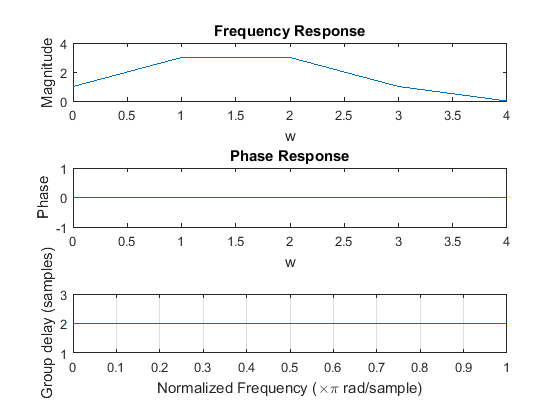 Frequency Response
Magnitude
4
2
0
0 0.5 1 1.5 2 2.5 3 3.5 4
w
Phase Response
Phase
1
0
-1
0 0.5 1 1.5 2 2.5 3 3.5 4
w
Group delay (samples)
3
2
1
0 0.1 0.2 0.3 0.4 0.5 0.6 0.7 0.8 0.9 1
Normalized Frequency (×π rad/sample)